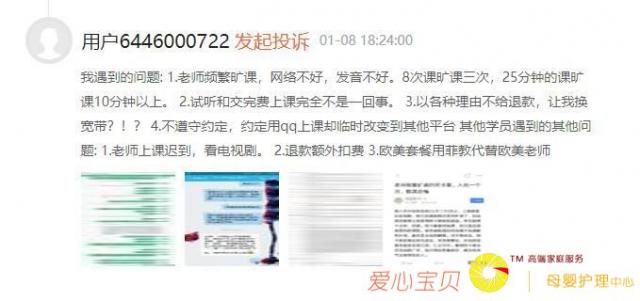 用户6446000722 发起投诉 01-08 18:24:00
我遇到的问题: 1.老师频繁旷课，网络不好，发音不好。8次课旷课三次，25分钟的课旷
课10分钟以上。 2.试听和交完费上课完全不是一回事。 3.以各种理由不给退款，让我换
宽带？！？ 4.不遵守约定，约定用qq上课却临时改变到其他平台 其他学员遇到的其他问
题: 1.老师上课迟到，看电视剧。 2.退款额外扣费 3.欧美套餐用菲教代替欧美老师
爱心宝贝 TM 高端家庭服务
母婴护理中心